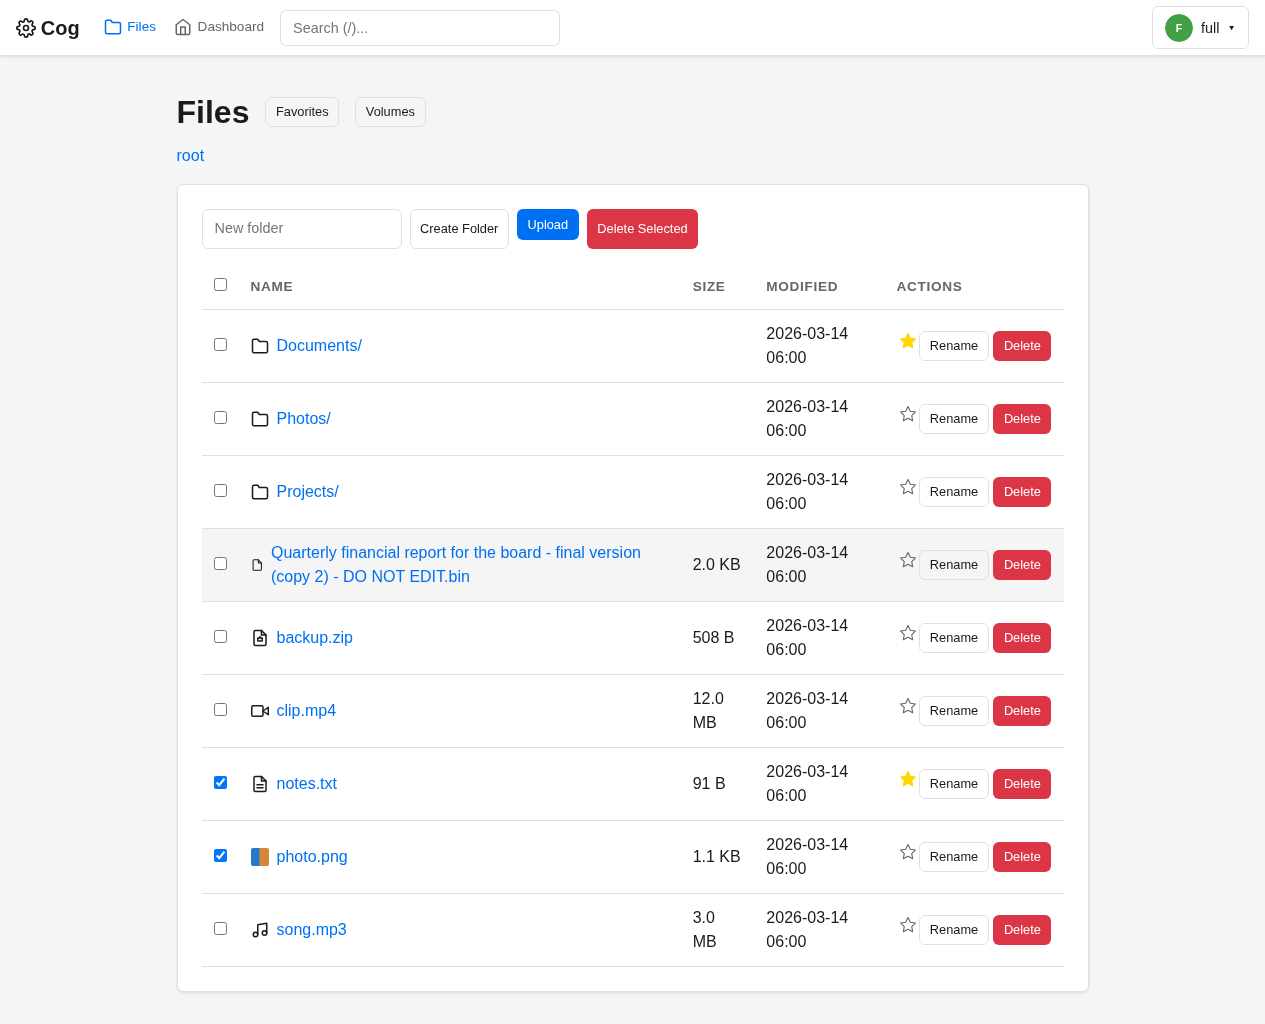 Cog
Files
Dashboard
Search (/)...
F
full
Files
Favorites
Volumes
root
New folder
Create Folder
Upload
Delete Selected
NAME
SIZE
MODIFIED
ACTIONS
Documents/
2026-03-14
06:00
Rename
Delete
Photos/
2026-03-14
06:00
Rename
Delete
Projects/
2026-03-14
06:00
Rename
Delete
Quarterly financial report for the board - final version
(copy 2) - DO NOT EDIT.bin
2.0 KB
2026-03-14
06:00
Rename
Delete
backup.zip
508 B
2026-03-14
06:00
Rename
Delete
clip.mp4
12.0
MB
2026-03-14
06:00
Rename
Delete
notes.txt
91 B
2026-03-14
06:00
Rename
Delete
photo.png
1.1 KB
2026-03-14
06:00
Rename
Delete
song.mp3
3.0
MB
2026-03-14
06:00
Rename
Delete